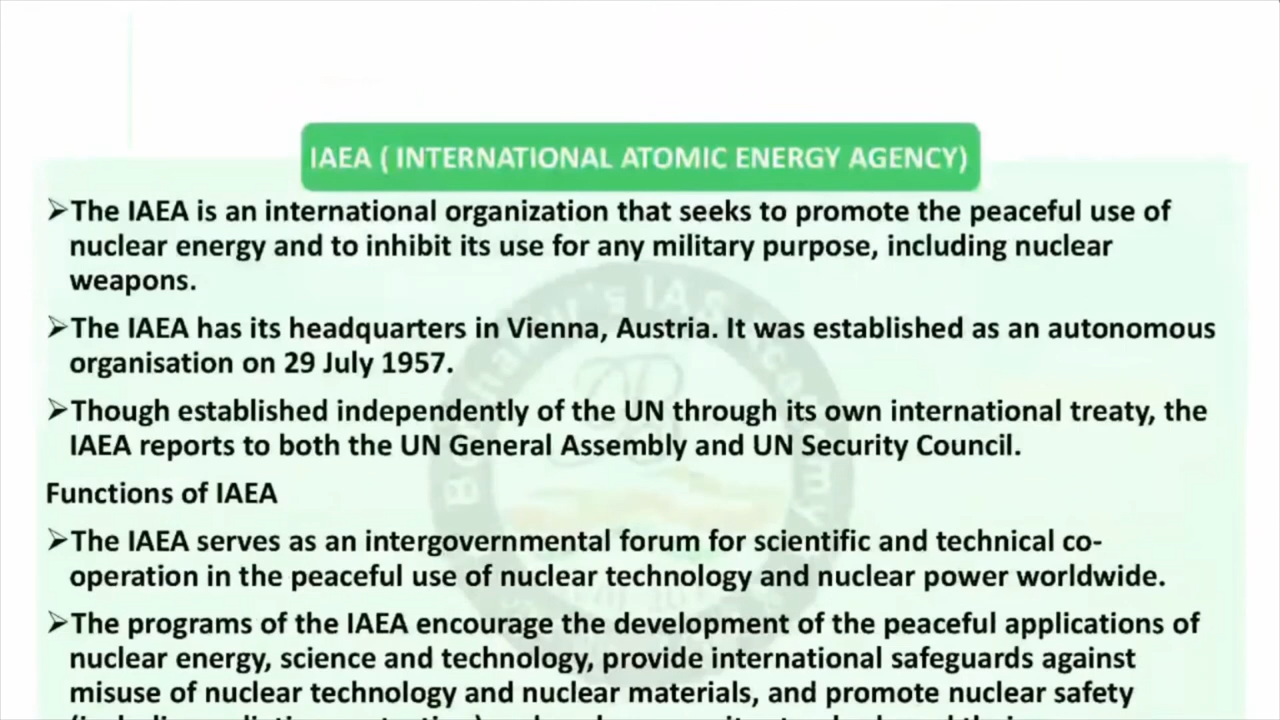 IAEA ( INTERNATIONAL ATOMIC ENERGY AGENCY)
➢The IAEA is an international organization that seeks to promote the peaceful use of
nuclear energy and to inhibit its use for any military purpose, including nuclear
weapons.
➢The IAEA has its headquarters in Vienna, Austria. It was established as an autonomous
organisation on 29 July 1957.
➢Though established independently of the UN through its own international treaty, the
IAEA reports to both the UN General Assembly and UN Security Council.
Functions of IAEA
➢The IAEA serves as an intergovernmental forum for scientific and technical co-
operation in the peaceful use of nuclear technology and nuclear power worldwide.
➢The programs of the IAEA encourage the development of the peaceful applications of
nuclear energy, science and technology, provide international safeguards against
misuse of nuclear technology and nuclear materials, and promote nuclear safety